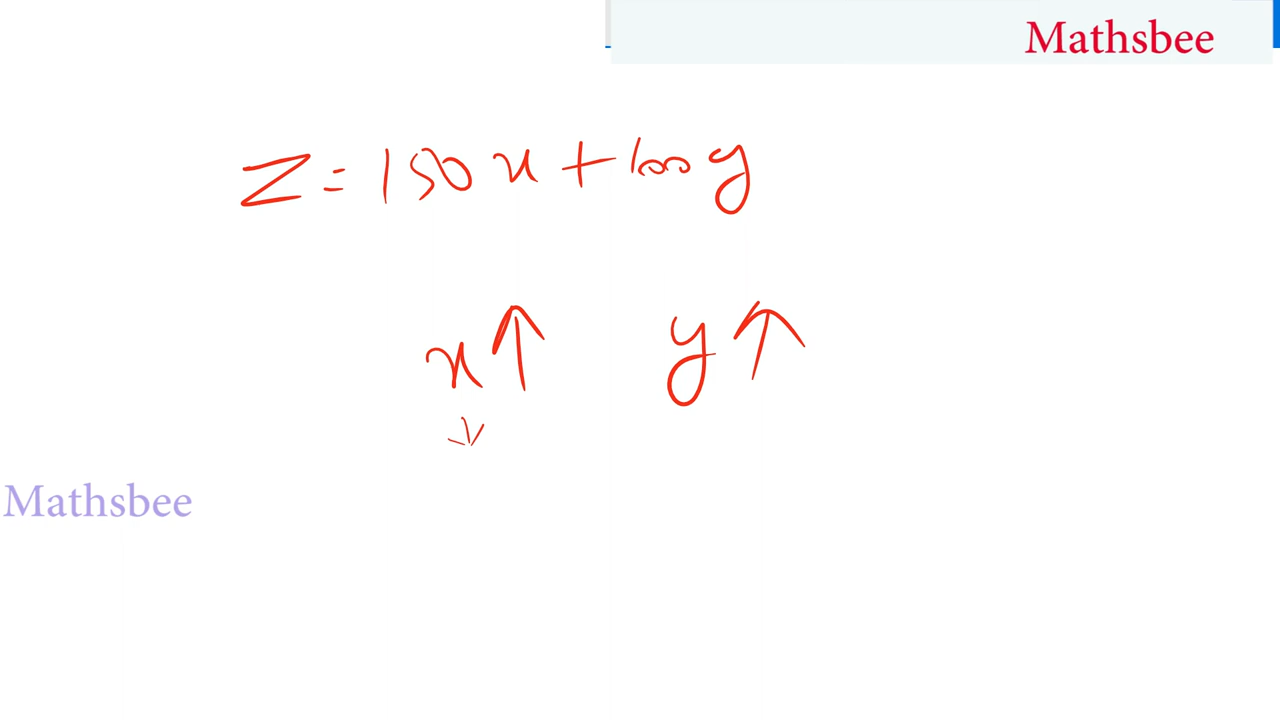 Mathsbee
Z = 150x + 100y
x↑ y↑
↓
Mathsbee